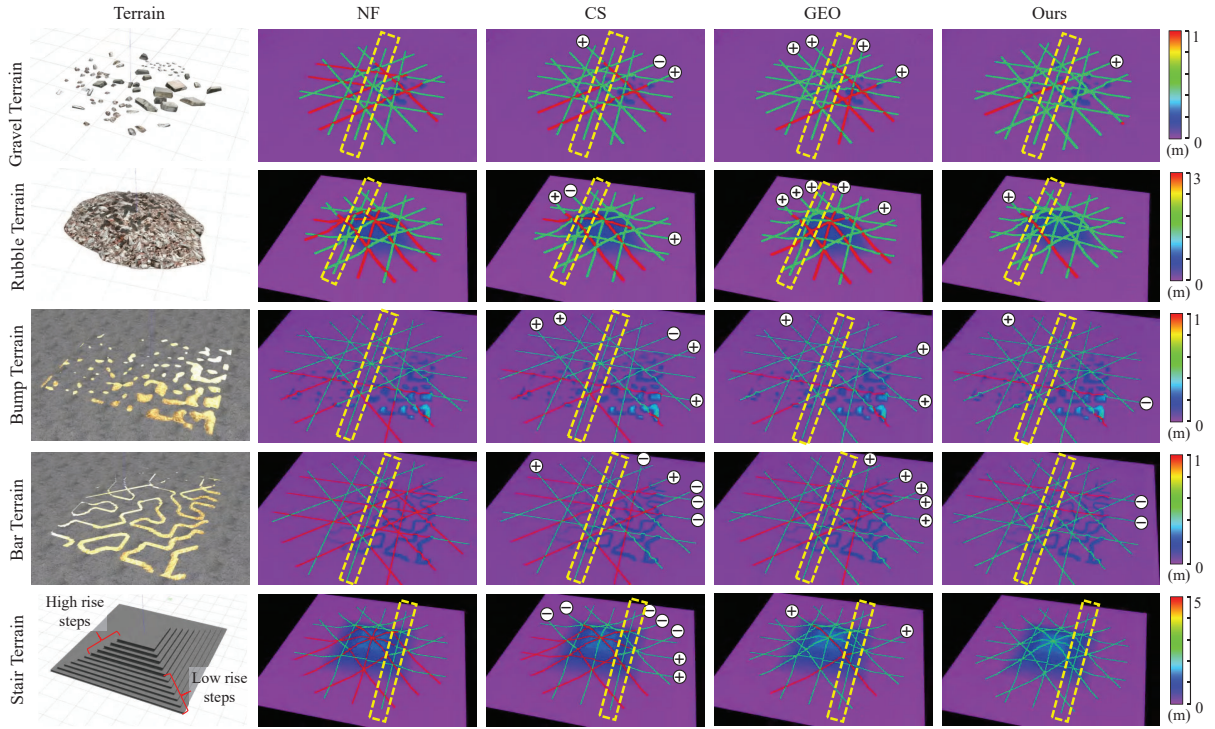 Terrain NF CS GEO Ours
Gravel Terrain
+ − + + + + + +
1
0
(m)
Rubble Terrain
+ − + + + + + + +
3
0
(m)
Bump Terrain
+ + − + + + + + + −
1
0
(m)
Bar Terrain
+ − + − − − + + + + − −
1
0
(m)
Stair Terrain
High rise
steps
Low rise
steps
− − − − − + + + +
5
0
(m)